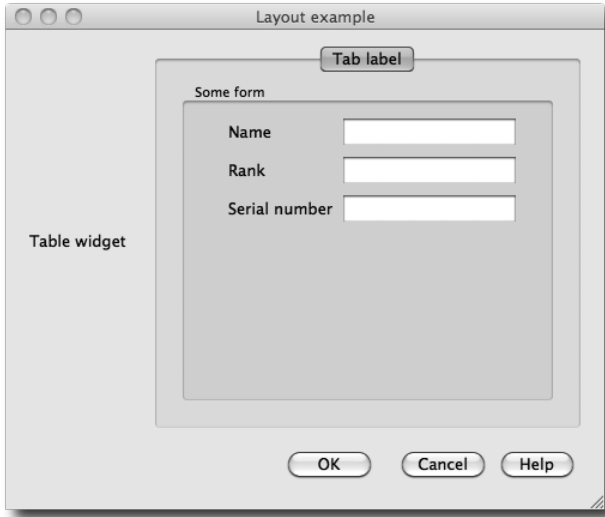 Layout example
Tab label
Some form
Name
Rank
Serial number
Table widget
OK Cancel Help